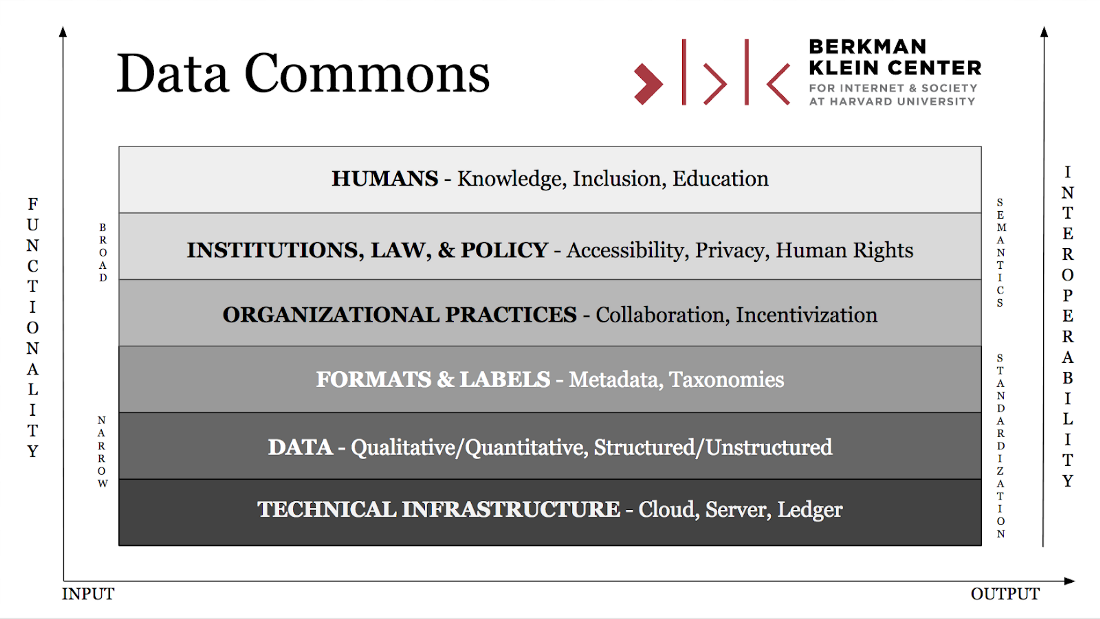 Data Commons
BERKMAN
KLEIN CENTER
FOR INTERNET & SOCIETY
AT HARVARD UNIVERSITY
FUNCTIONALITY
BROAD
NARROW
HUMANS - Knowledge, Inclusion, Education
INSTITUTIONS, LAW, & POLICY - Accessibility, Privacy, Human Rights
ORGANIZATIONAL PRACTICES - Collaboration, Incentivization
FORMATS & LABELS - Metadata, Taxonomies
DATA - Qualitative/Quantitative, Structured/Unstructured
TECHNICAL INFRASTRUCTURE - Cloud, Server, Ledger
SEMANTICS
STANDARDIZATION
INTEROPERABILITY
INPUT
OUTPUT